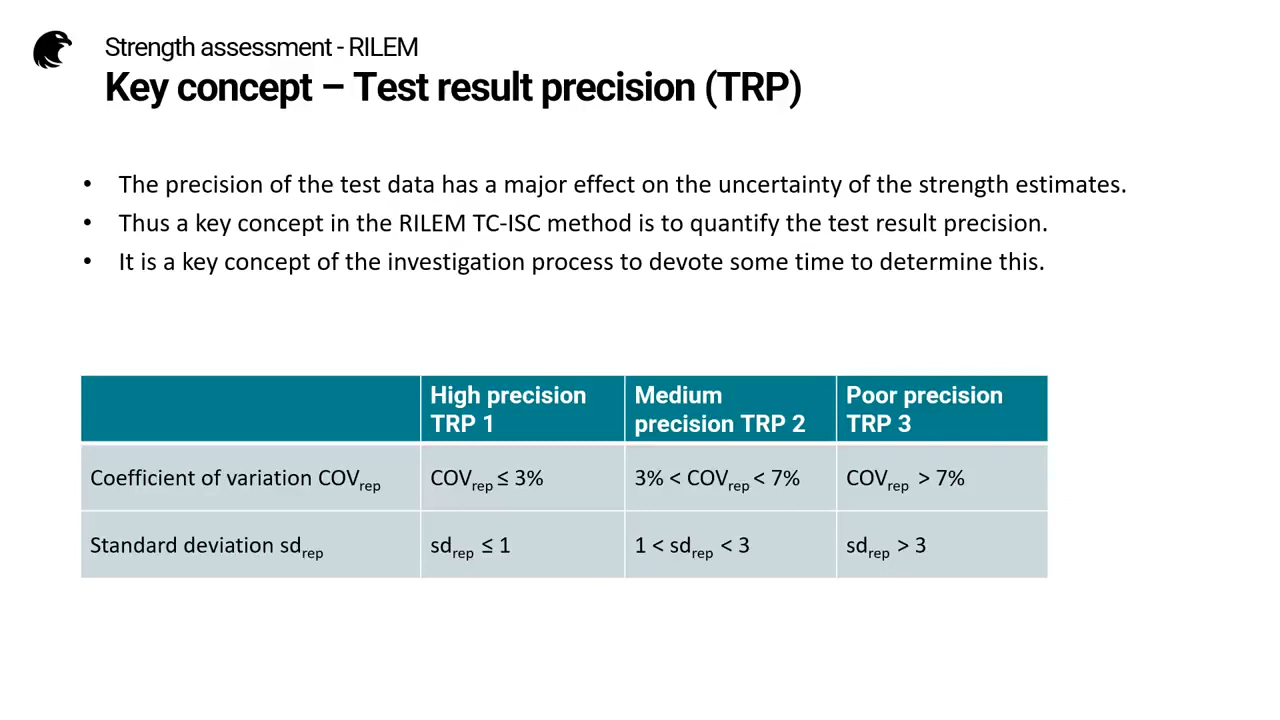 Strength assessment - RILEM
Key concept – Test result precision (TRP)
• The precision of the test data has a major effect on the uncertainty of the strength estimates.
• Thus a key concept in the RILEM TC-ISC method is to quantify the test result precision.
• It is a key concept of the investigation process to devote some time to determine this.
High precision TRP 1
Medium precision TRP 2
Poor precision TRP 3
Coefficient of variation COVrep
COVrep ≤ 3%
3% < COVrep < 7%
COVrep > 7%
Standard deviation sdrep
sdrep ≤ 1
1 < sdrep < 3
sdrep > 3